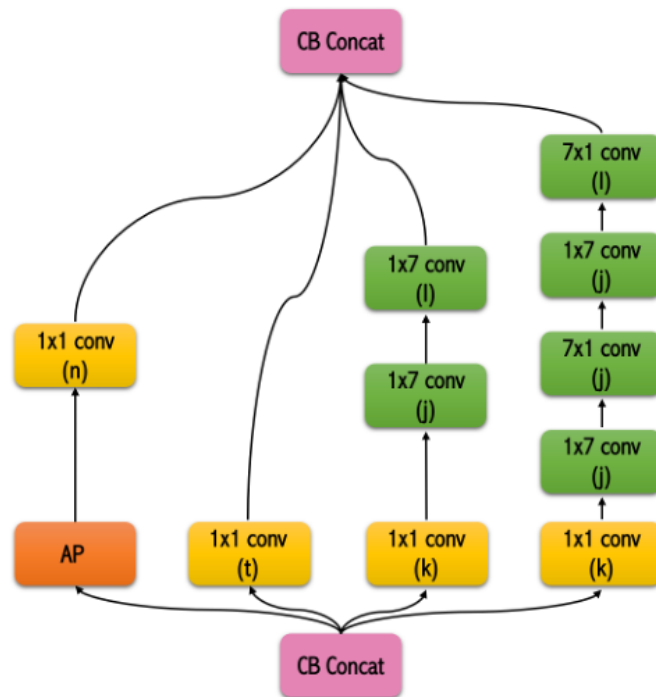 CB Concat
7x1 conv
(l)
1x7 conv
(l)
1x7 conv
(j)
1x1 conv
(n)
7x1 conv
(j)
1x7 conv
(j)
1x7 conv
(j)
AP
1x1 conv
(t)
1x1 conv
(k)
1x1 conv
(k)
CB Concat